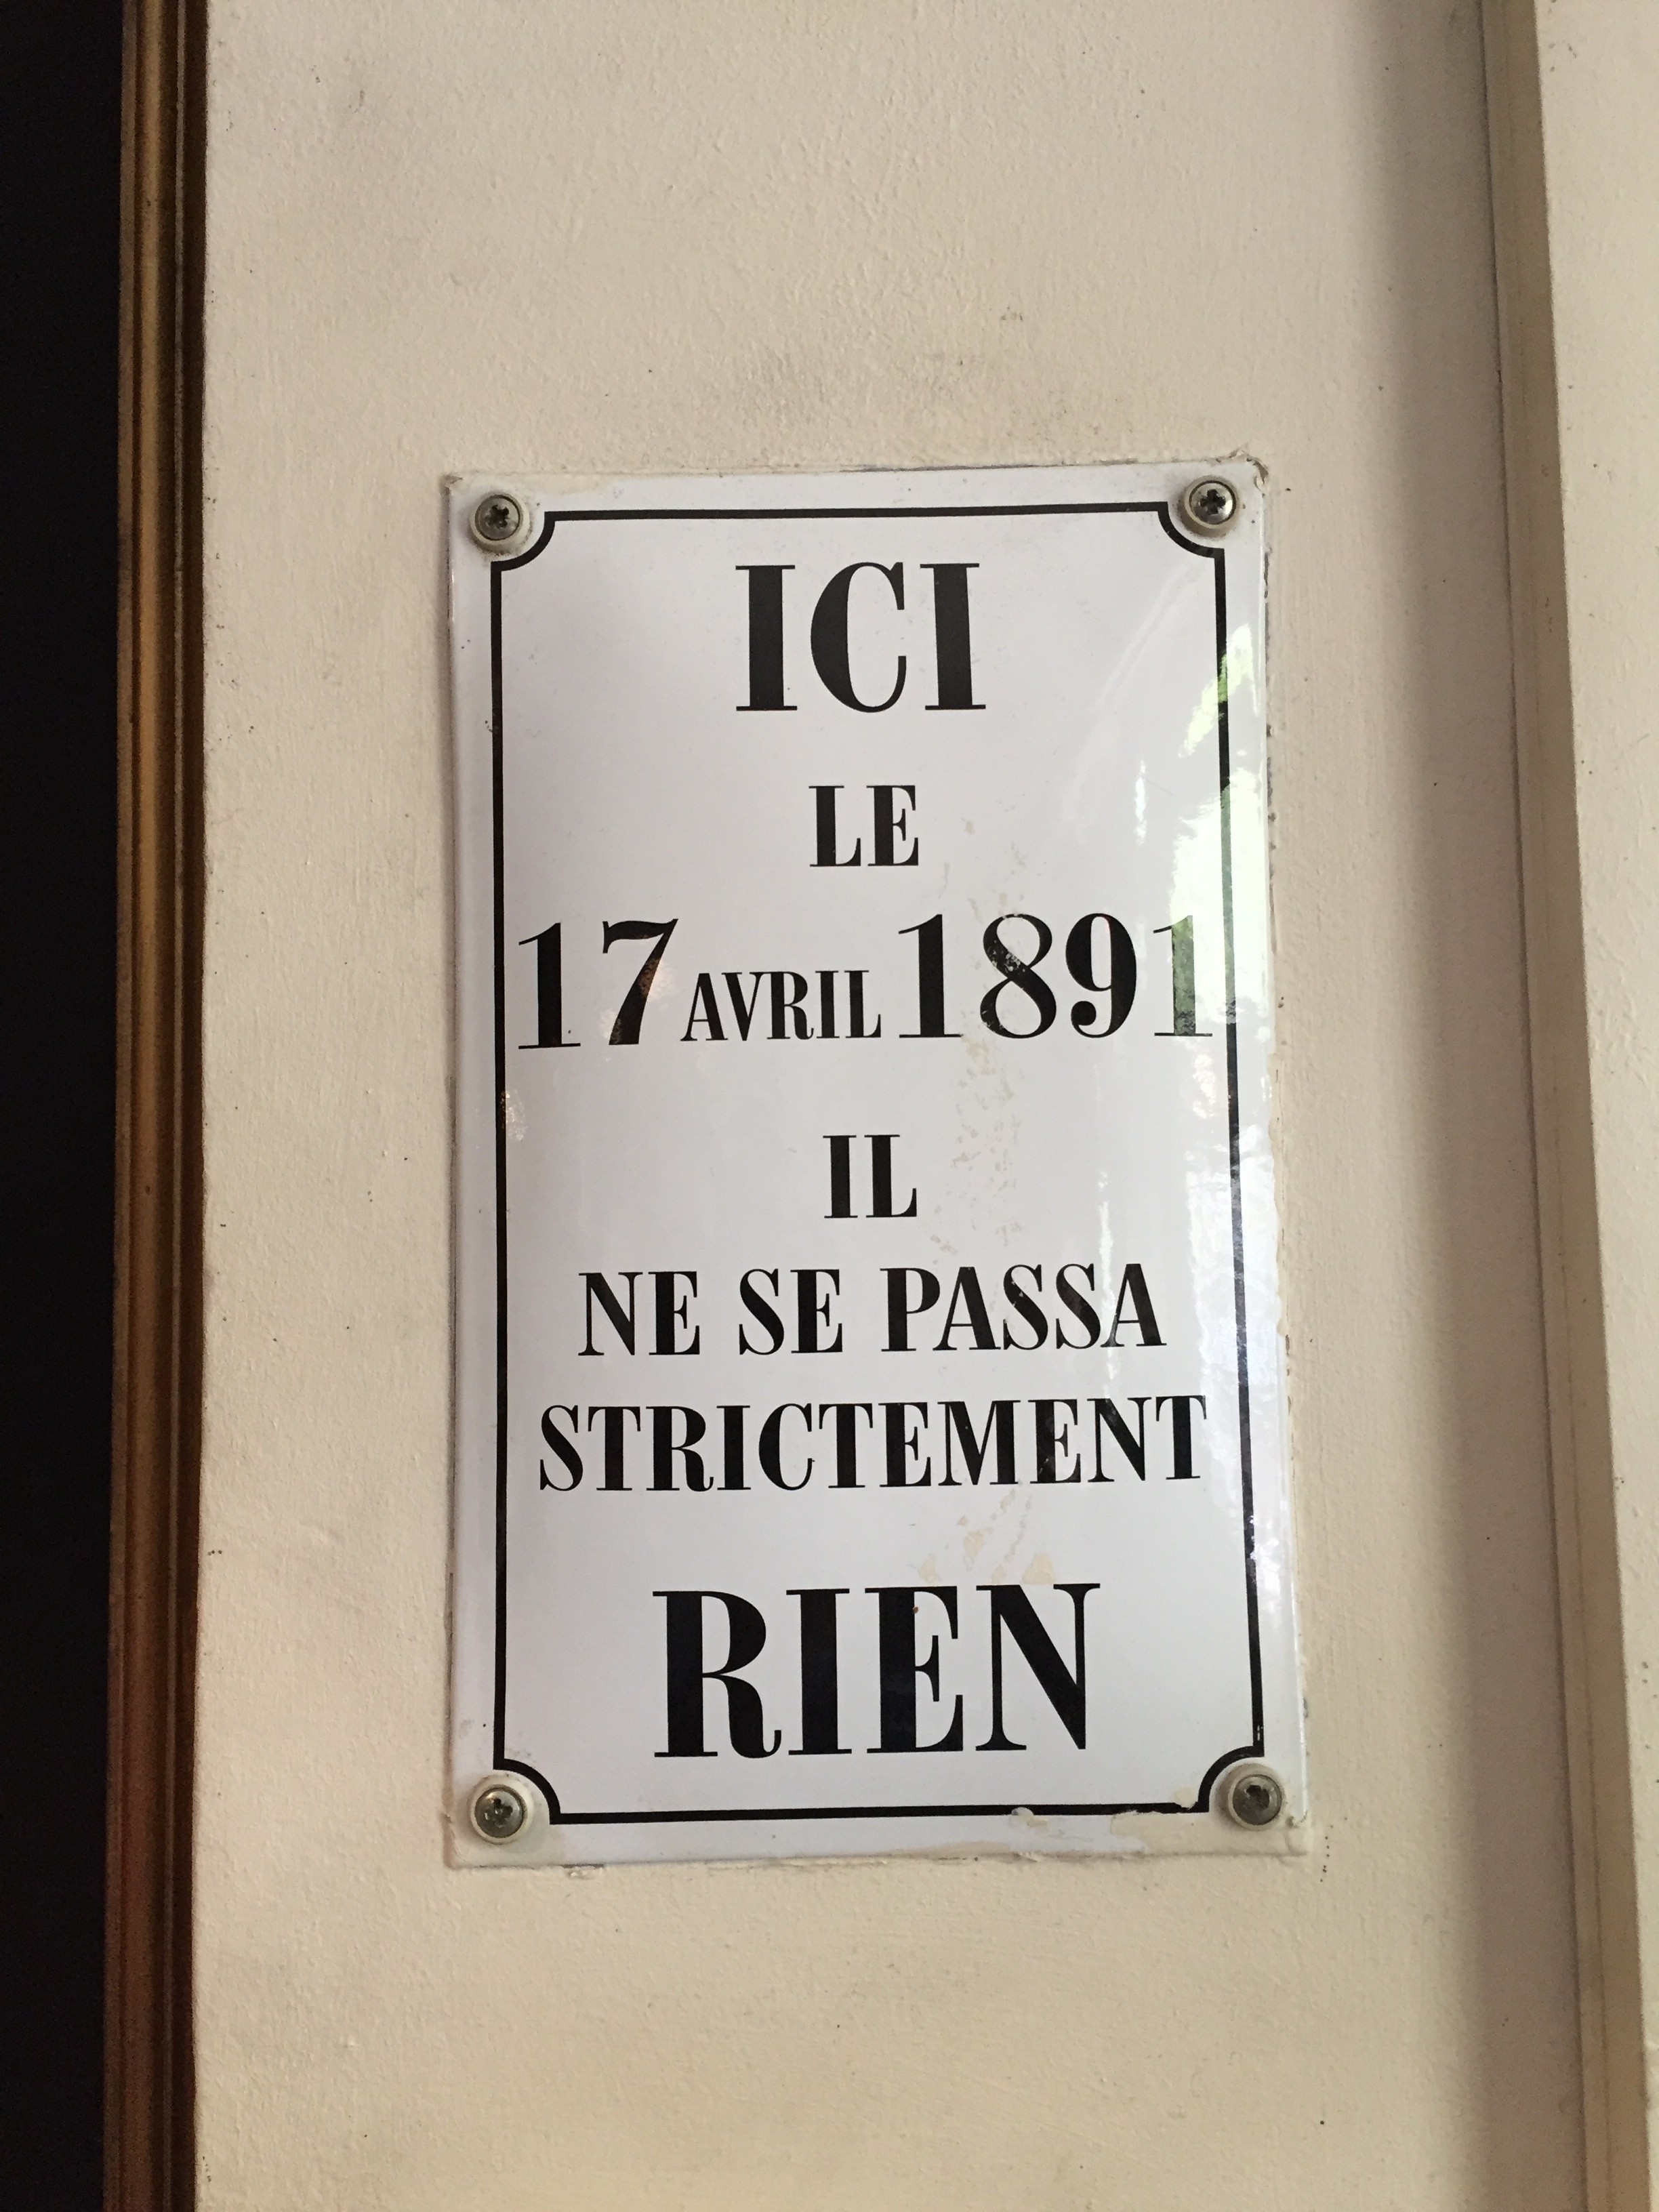 ICI
LE
17 AVRIL 1891
IL
NE SE PASSA
STRICTEMENT
RIEN